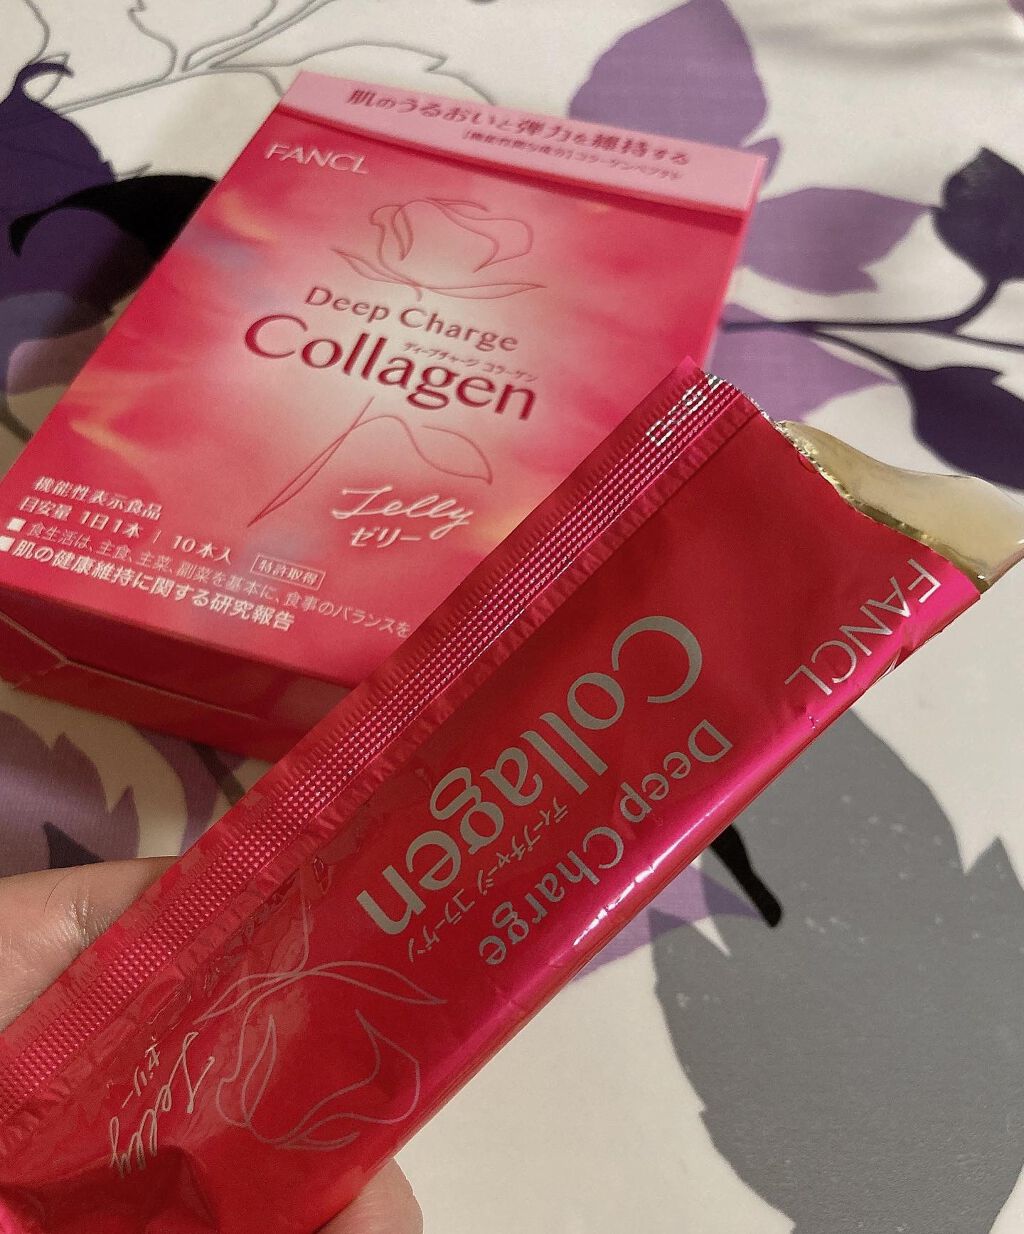 肌のうるおいと弾力を維持する
[機能性関与成分] コラーゲンペプチド
FANCL
Deep Charge
ディープチャージ コラーゲン
Collagen
Jelly
ゼリー
機能性表示食品
目安量 1日1本 / 10本入 特許取得
■食生活は、主食、主菜、副菜を基本に、食事のバランスを
■肌の健康維持に関する研究報告
FANCL
Deep Charge
ディープチャージ コラーゲン
Collagen
Jelly
ゼリー